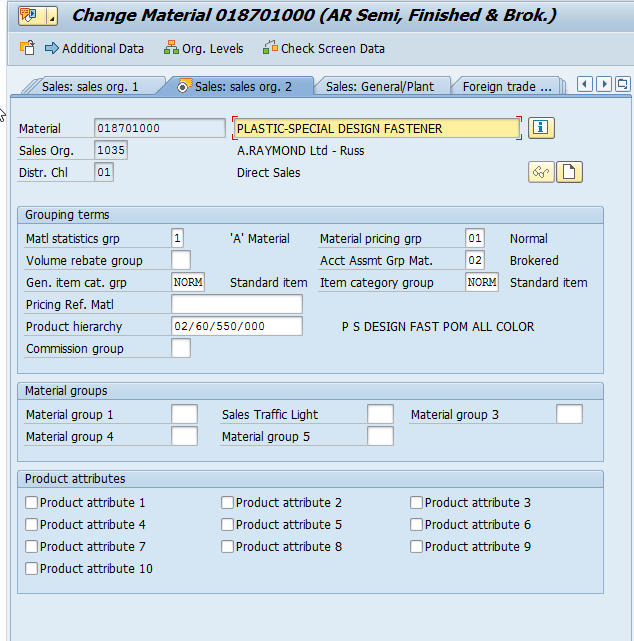 Change Material 018701000 (AR Semi, Finished & Brok.)
Additional Data Org. Levels Check Screen Data
Sales: sales org. 1 Sales: sales org. 2 Sales: General/Plant Foreign trade ...
Material 018701000 PLASTIC-SPECIAL DESIGN FASTENER
Sales Org. 1035 A.RAYMOND Ltd - Russ
Distr. Chl 01 Direct Sales
Grouping terms
Matl statistics grp 1 'A' Material Material pricing grp 01 Normal
Volume rebate group Acct Assmt Grp Mat. 02 Brokered
Gen. item cat. grp NORM Standard item Item category group NORM Standard item
Pricing Ref. Matl
Product hierarchy 02/60/550/000 P S DESIGN FAST POM ALL COLOR
Commission group
Material groups
Material group 1 Sales Traffic Light Material group 3
Material group 4 Material group 5
Product attributes
Product attribute 1 Product attribute 2 Product attribute 3
Product attribute 4 Product attribute 5 Product attribute 6
Product attribute 7 Product attribute 8 Product attribute 9
Product attribute 10